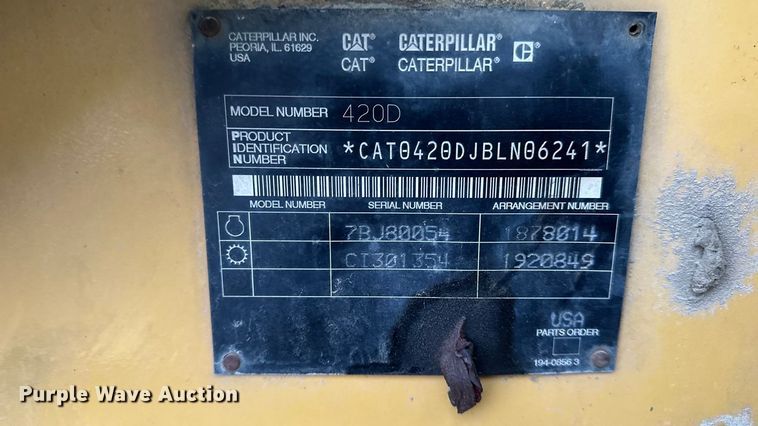 CATERPILLAR INC.
PEORIA, IL. 61629
USA
CAT® CATERPILLAR® C
CAT® CATERPILLAR®
MODEL NUMBER 420D
PRODUCT
IDENTIFICATION
NUMBER
*CAT0420DJBLN06241*
MODEL NUMBER SERIAL NUMBER ARRANGEMENT NUMBER
7BJ80054 1878014
CI301354 1920849
USA
PARTS ORDER
194-0856 3
Purple Wave Auction